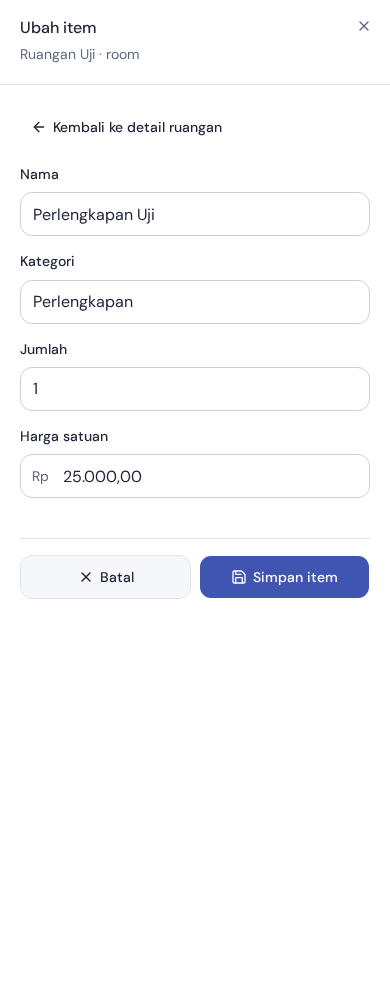 Ubah item
Ruangan Uji · room
Kembali ke detail ruangan
Nama
Perlengkapan Uji
Kategori
Perlengkapan
Jumlah
1
Harga satuan
Rp 25.000,00
Batal
Simpan item